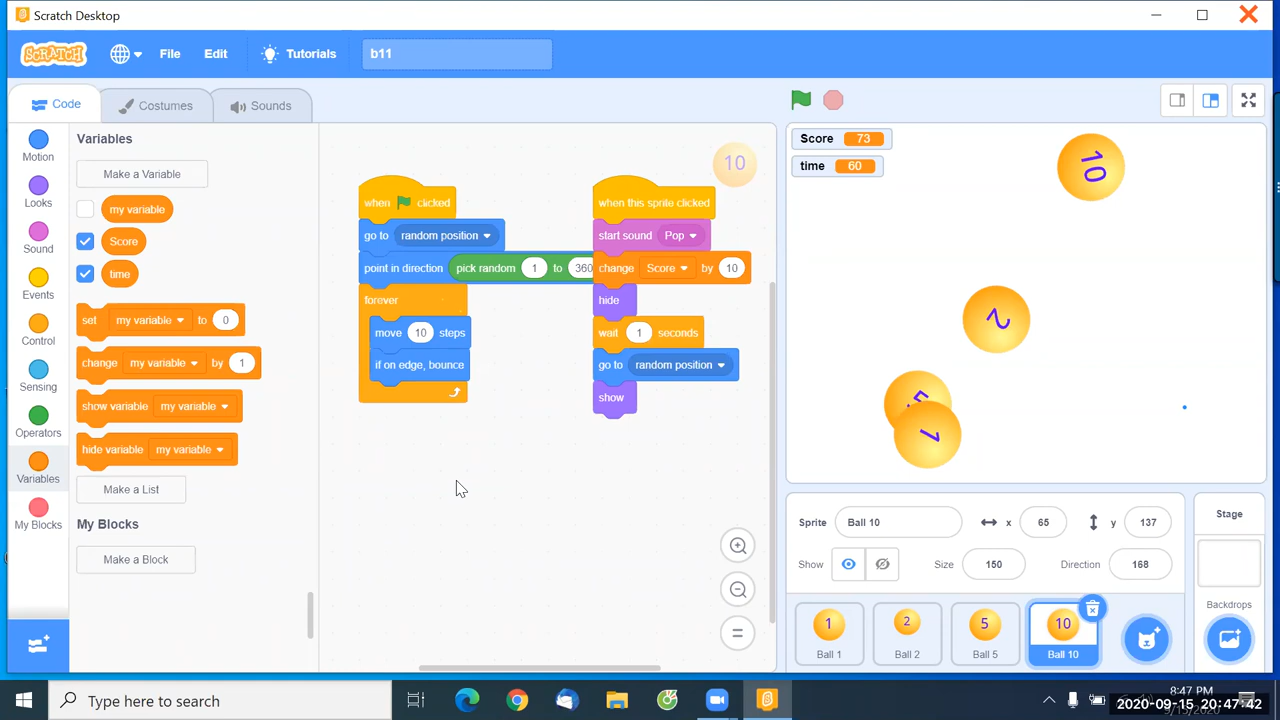 Scratch Desktop
SCRATCH
File
Edit
Tutorials
b11
Code
Costumes
Sounds
Motion
Looks
Sound
Events
Control
Sensing
Operators
Variables
My Blocks
Variables
Make a Variable
my variable
Score
time
set my variable to 0
change my variable by 1
show variable my variable
hide variable my variable
Make a List
My Blocks
Make a Block
10
when clicked
go to random position
point in direction pick random 1 to 360
forever
move 10 steps
if on edge, bounce
when this sprite clicked
start sound Pop
change Score by 10
hide
wait 1 seconds
go to random position
show
Score 73
time 60
10
2
5
1
Sprite Ball 10 x 65 y 137
Show Size 150 Direction 168
1
Ball 1
2
Ball 2
5
Ball 5
10
Ball 10
Stage
Backdrops
Type here to search
8:47 PM
2020-09-15 20:47:42